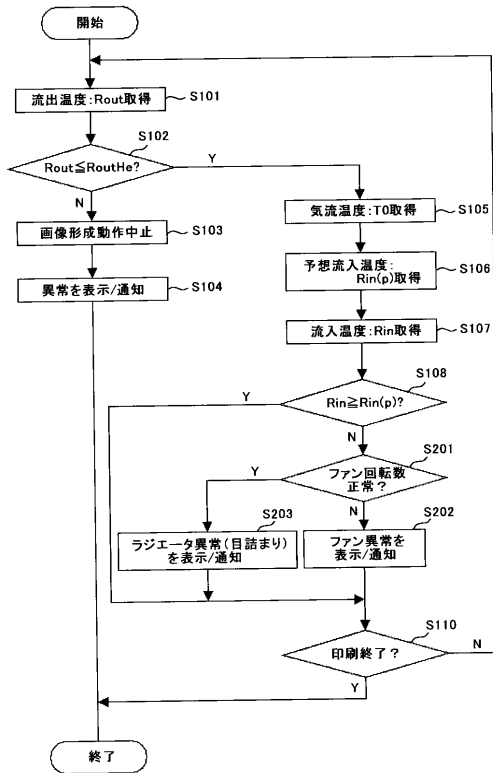 開始
流出温度:Rout取得
S101
S102
Rout≦RoutHe?
Y
N
画像形成動作中止
S103
異常を表示/通知
S104
気流温度:T0取得
S105
予想流入温度:
Rin(p)取得
S106
流入温度:Rin取得
S107
S108
Rin≧Rin(p)?
Y
N
S201
ファン回転数
正常?
Y
N
S203
ラジエータ異常(目詰まり)
を表示/通知
S202
ファン異常を
表示/通知
S110
印刷終了?
N
Y
終了